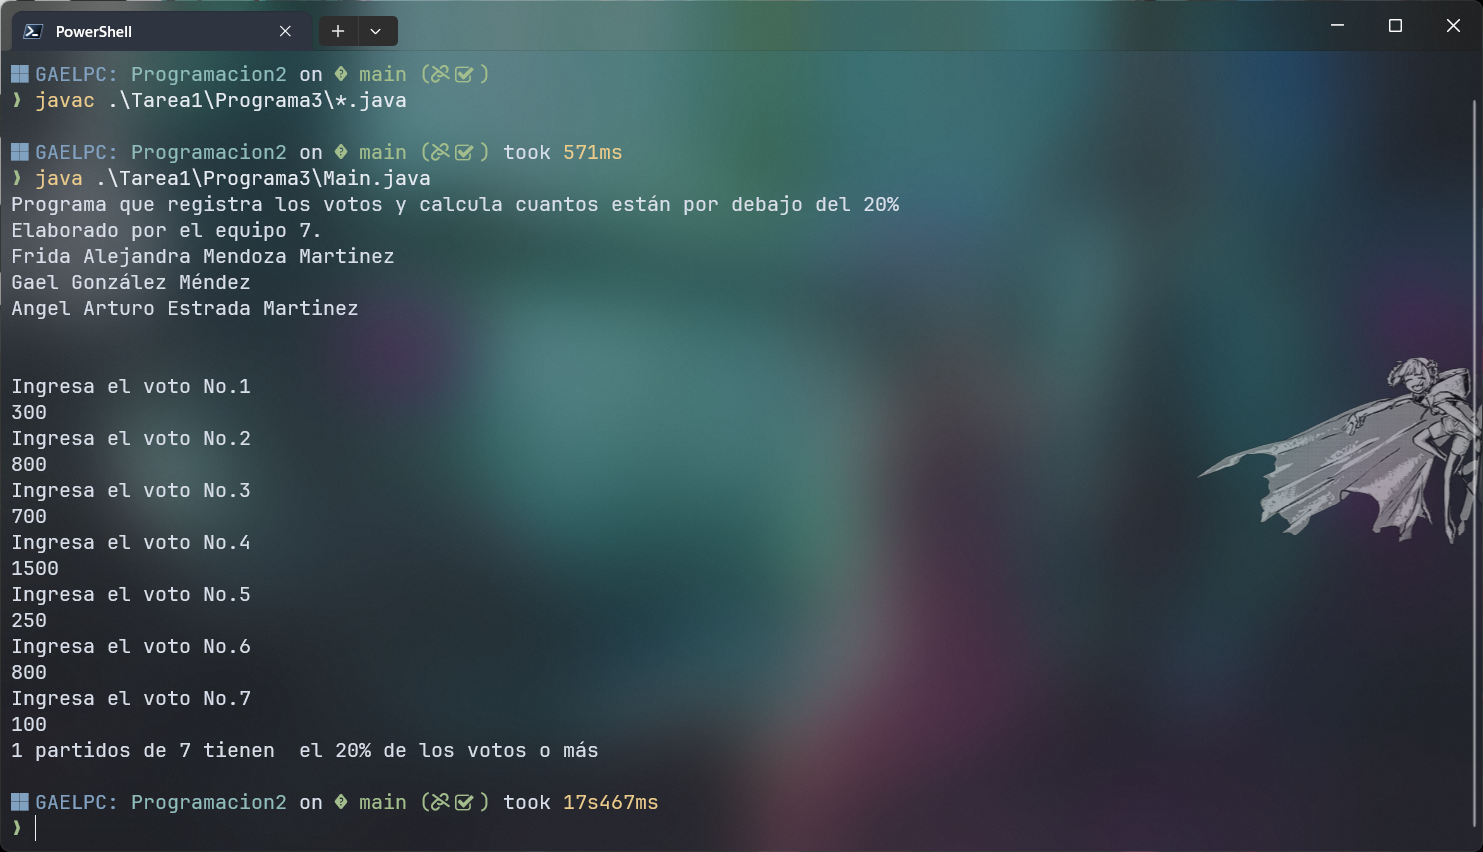 PowerShell
GAELPC: Programacion2 on main ( )
❯ javac .\Tarea1\Programa3\*.java
GAELPC: Programacion2 on main ( ) took 571ms
❯ java .\Tarea1\Programa3\Main.java
Programa que registra los votos y calcula cuantos están por debajo del 20%
Elaborado por el equipo 7.
Frida Alejandra Mendoza Martinez
Gael González Méndez
Angel Arturo Estrada Martinez
Ingresa el voto No.1
300
Ingresa el voto No.2
800
Ingresa el voto No.3
700
Ingresa el voto No.4
1500
Ingresa el voto No.5
250
Ingresa el voto No.6
800
Ingresa el voto No.7
100
1 partidos de 7 tienen  el 20% de los votos o más
GAELPC: Programacion2 on main ( ) took 17s467ms
❯